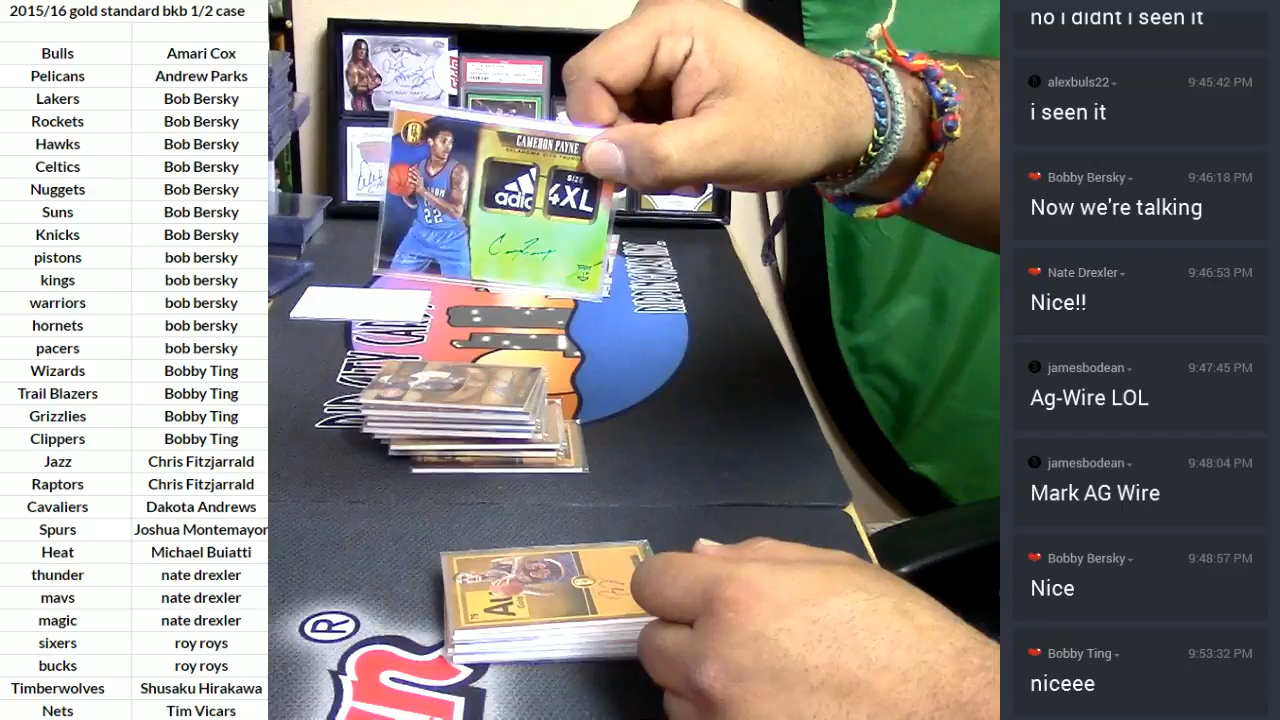 2015/16 gold standard bkb 1/2 case
Bulls Amari Cox
Pelicans Andrew Parks
Lakers Bob Bersky
Rockets Bob Bersky
Hawks Bob Bersky
Celtics Bob Bersky
Nuggets Bob Bersky
Suns Bob Bersky
Knicks Bob Bersky
pistons bob bersky
kings bob bersky
warriors bob bersky
hornets bob bersky
pacers bob bersky
Wizards Bobby Ting
Trail Blazers Bobby Ting
Grizzlies Bobby Ting
Clippers Bobby Ting
Jazz Chris Fitzjarrald
Raptors Chris Fitzjarrald
Cavaliers Dakota Andrews
Spurs Joshua Montemayor
Heat Michael Buiatti
thunder nate drexler
mavs nate drexler
magic nate drexler
sixers roy roys
bucks roy roys
Timberwolves Shusaku Hirakawa
Nets Tim Vicars
CAMERON PAYNE
OKLAHOMA CITY THUNDER
adid
SIZE
4XL
22
®
no i didnt i seen it
alexbuls22 9:45:42 PM
i seen it
Bobby Bersky 9:46:18 PM
Now we're talking
Nate Drexler 9:46:53 PM
Nice!!
jamesbodean 9:47:45 PM
Ag-Wire LOL
jamesbodean 9:48:04 PM
Mark AG Wire
Bobby Bersky 9:48:57 PM
Nice
Bobby Ting 9:53:32 PM
niceee